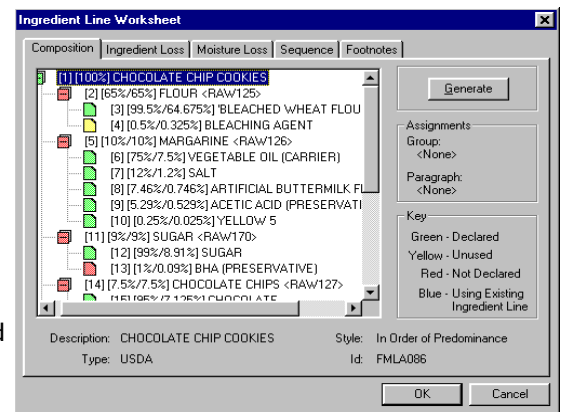 Ingredient Line Worksheet
Composition Ingredient Loss Moisture Loss Sequence Footnotes
[1] [100%] CHOCOLATE CHIP COOKIES
[2] [65%/65%] FLOUR <RAW125>
[3] [99.5%/64.675%] 'BLEACHED WHEAT FLOU
[4] [0.5%/0.325%] BLEACHING AGENT
[5] [10%/10%] MARGARINE <RAW126>
[6] [75%/7.5%] VEGETABLE OIL (CARRIER)
[7] [12%/1.2%] SALT
[8] [7.46%/0.746%] ARTIFICIAL BUTTERMILK FL
[9] [5.29%/0.529%] ACETIC ACID (PRESERVATI
[10] [0.25%/0.025%] YELLOW 5
[11] [9%/9%] SUGAR <RAW170>
[12] [99%/8.91%] SUGAR
[13] [1%/0.09%] BHA (PRESERVATIVE)
[14] [7.5%/7.5%] CHOCOLATE CHIPS <RAW127>
[15] [95%/7.125%] CHOCOLATE
Generate
Assignments
Group:
<None>
Paragraph:
<None>
Key
Green - Declared
Yellow - Unused
Red - Not Declared
Blue - Using Existing
Ingredient Line
Description: CHOCOLATE CHIP COOKIES Style: In Order of Predominance
Type: USDA Id: FMLA086
OK Cancel